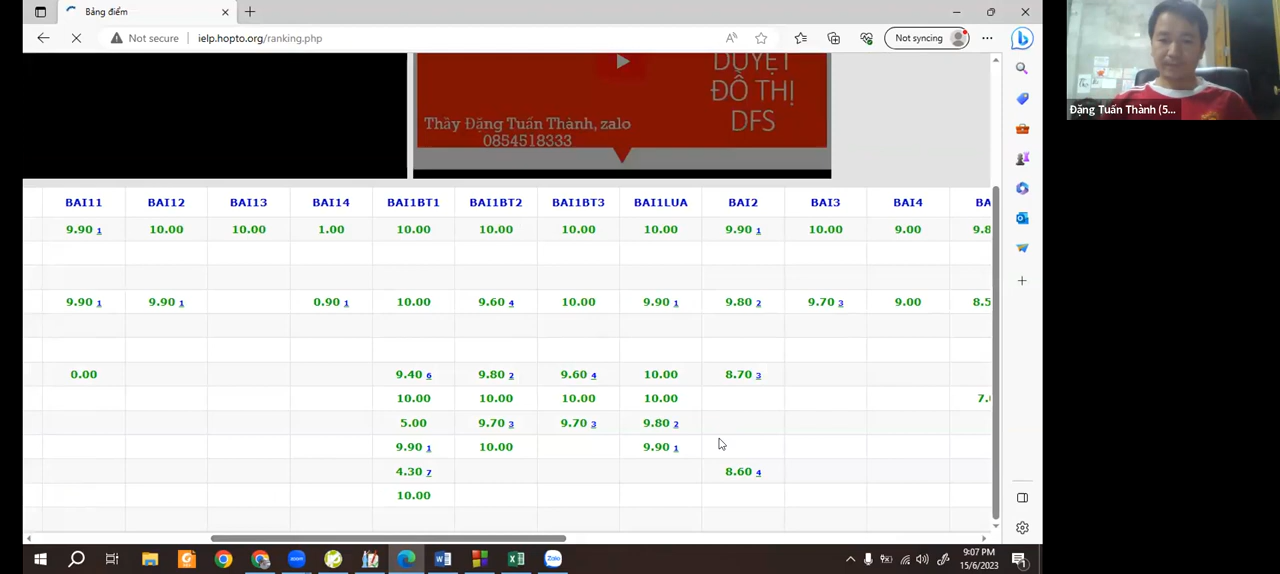 Bảng điểm
Not secure
ielp.hopto.org/ranking.php
Not syncing
DUYỆT
ĐỒ THỊ
DFS
Thầy Đặng Tuấn Thành, zalo
0854518333
Đặng Tuấn Thành (5...
BAI11 BAI12 BAI13 BAI14 BAI1BT1 BAI1BT2 BAI1BT3 BAI1LUA BAI2 BAI3 BAI4 BA
9.90 1 10.00 10.00 1.00 10.00 10.00 10.00 10.00 9.90 1 10.00 9.00 9.8
9.90 1 9.90 1 0.90 1 10.00 9.60 4 10.00 9.90 1 9.80 2 9.70 3 9.00 8.5
0.00 9.40 6 9.80 2 9.60 4 10.00 8.70 3
10.00 10.00 10.00 10.00 7.
5.00 9.70 3 9.70 3 9.80 2
9.90 1 10.00 9.90 1
4.30 7 8.60 4
10.00
9:07 PM
15/6/2023